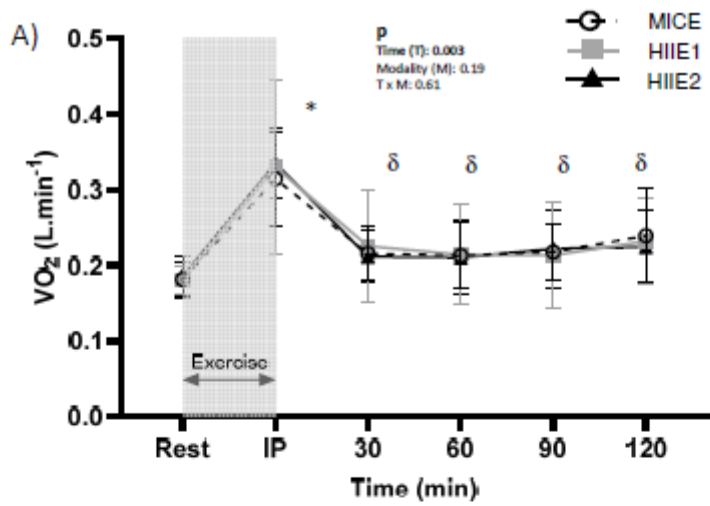 A)
MICE
HIIE1
HIIE2
p
Time (T): 0.003
Modality (M): 0.19
T x M: 0.61
0.5
0.4
0.3
0.2
0.1
0.0
VO₂ (L.min⁻¹)
*
δ δ δ δ
Exercise
Rest IP 30 60 90 120
Time (min)